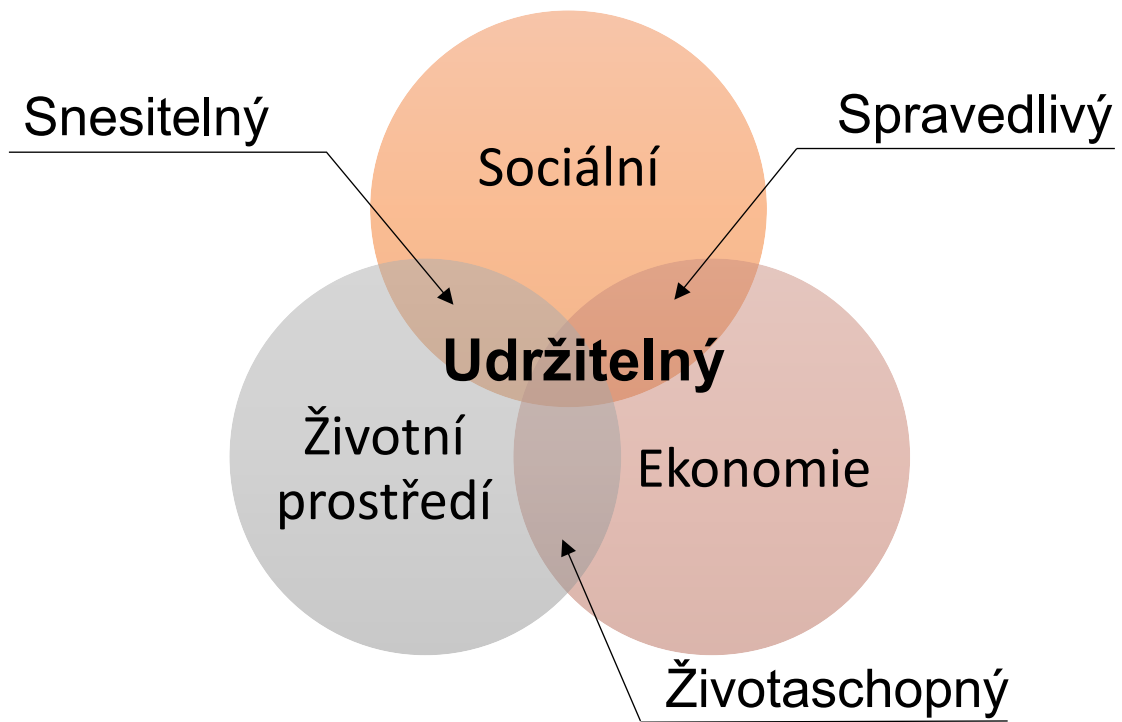 Snesitelný
Spravedlivý
Sociální
Udržitelný
Životní
prostředí
Ekonomie
Životaschopný